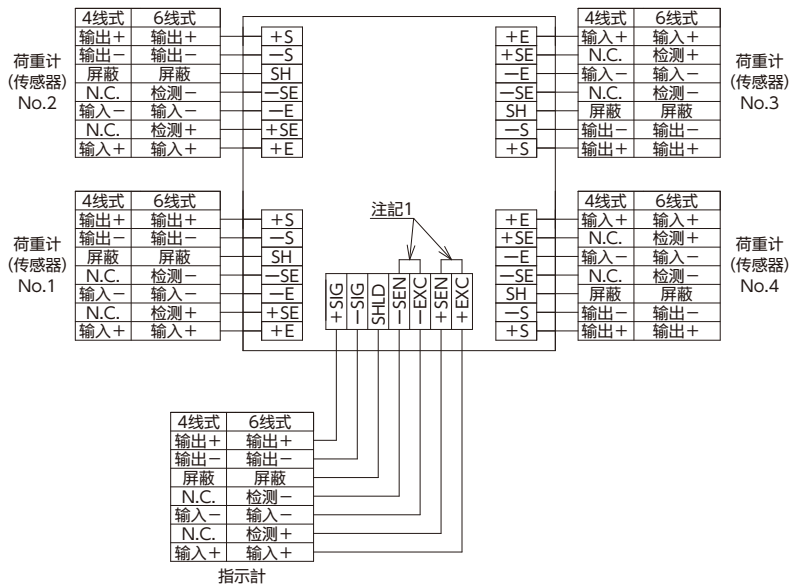 4线式 6线式
输出＋ 输出＋ ＋S
输出－ 输出－ －S
屏蔽 屏蔽 SH
N.C. 检测－ －SE
输入－ 输入－ －E
N.C. 检测＋ ＋SE
输入＋ 输入＋ ＋E
荷重计
(传感器)
No.2
4线式 6线式
＋E 输入＋ 输入＋
＋SE N.C. 检测＋
－E 输入－ 输入－
－SE N.C. 检测－
SH 屏蔽 屏蔽
－S 输出－ 输出－
＋S 输出＋ 输出＋
荷重计
(传感器)
No.3
4线式 6线式
输出＋ 输出＋ ＋S
输出－ 输出－ －S
屏蔽 屏蔽 SH
N.C. 检测－ －SE
输入－ 输入－ －E
N.C. 检测＋ ＋SE
输入＋ 输入＋ ＋E
荷重计
(传感器)
No.1
注記1
＋SIG
－SIG
SHLD
－SEN
－EXC
＋SEN
＋EXC
4线式 6线式
＋E 输入＋ 输入＋
＋SE N.C. 检测＋
－E 输入－ 输入－
－SE N.C. 检测－
SH 屏蔽 屏蔽
－S 输出－ 输出－
＋S 输出＋ 输出＋
荷重计
(传感器)
No.4
4线式 6线式
输出＋ 输出＋
输出－ 输出－
屏蔽 屏蔽
N.C. 检测－
输入－ 输入－
N.C. 检测＋
输入＋ 输入＋
指示計